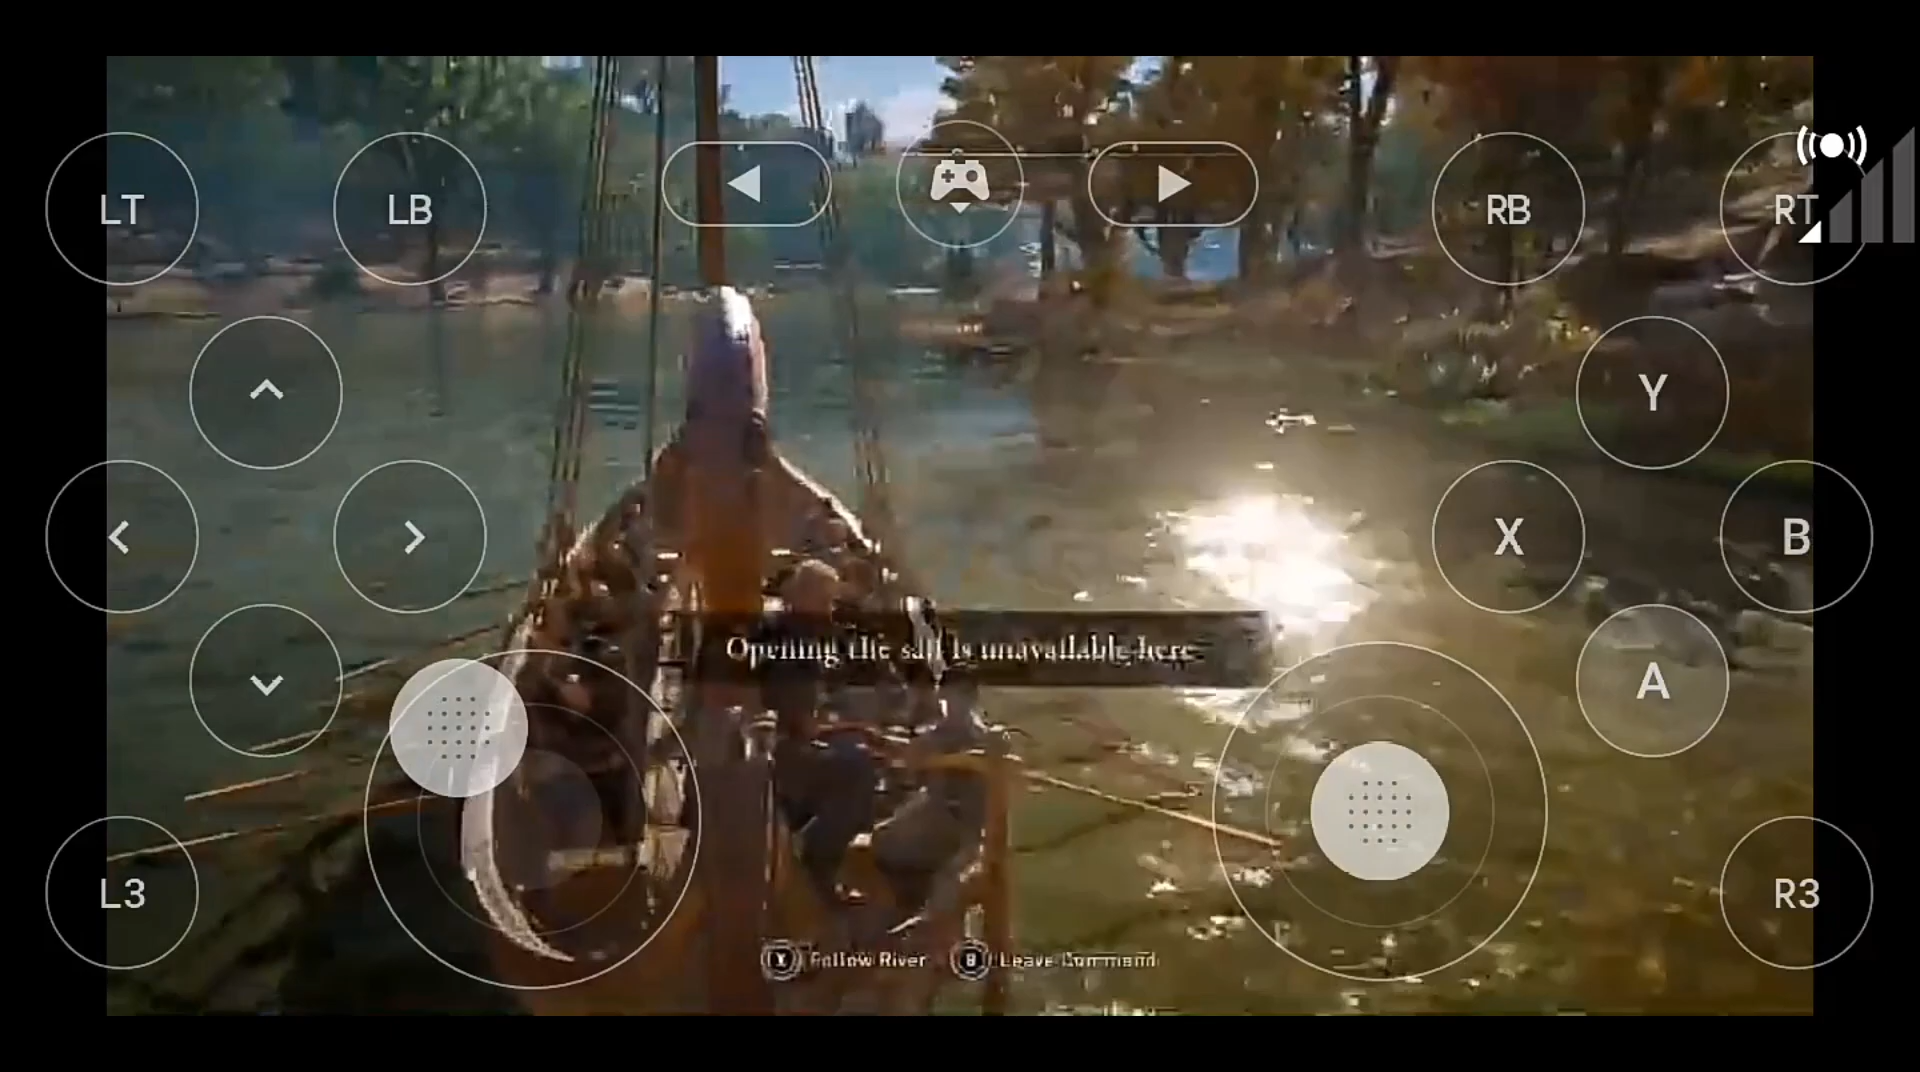 LT
LB
RB
RT
Y
X
B
Opening the sail is unavailable here
A
L3
R3
X Follow River B Leave Command